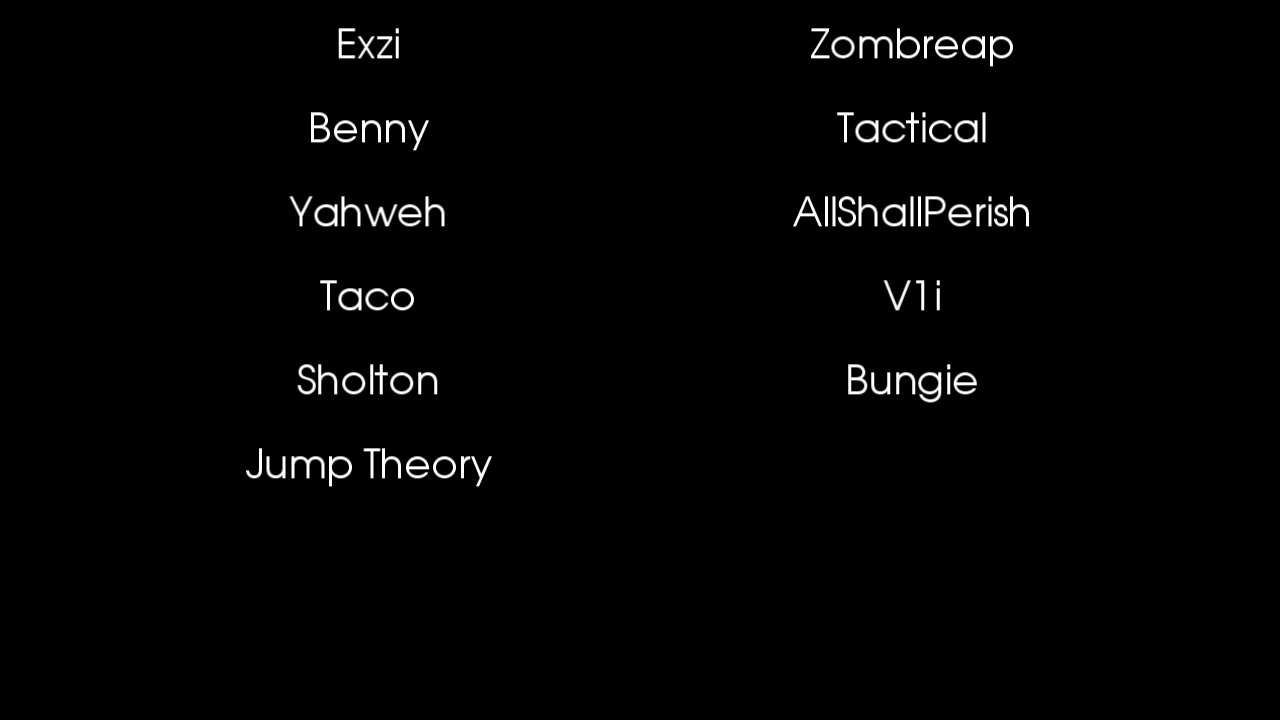 Exzi
Zombreap
Benny
Tactical
Yahweh
AllShallPerish
Taco
V1i
Sholton
Bungie
Jump Theory